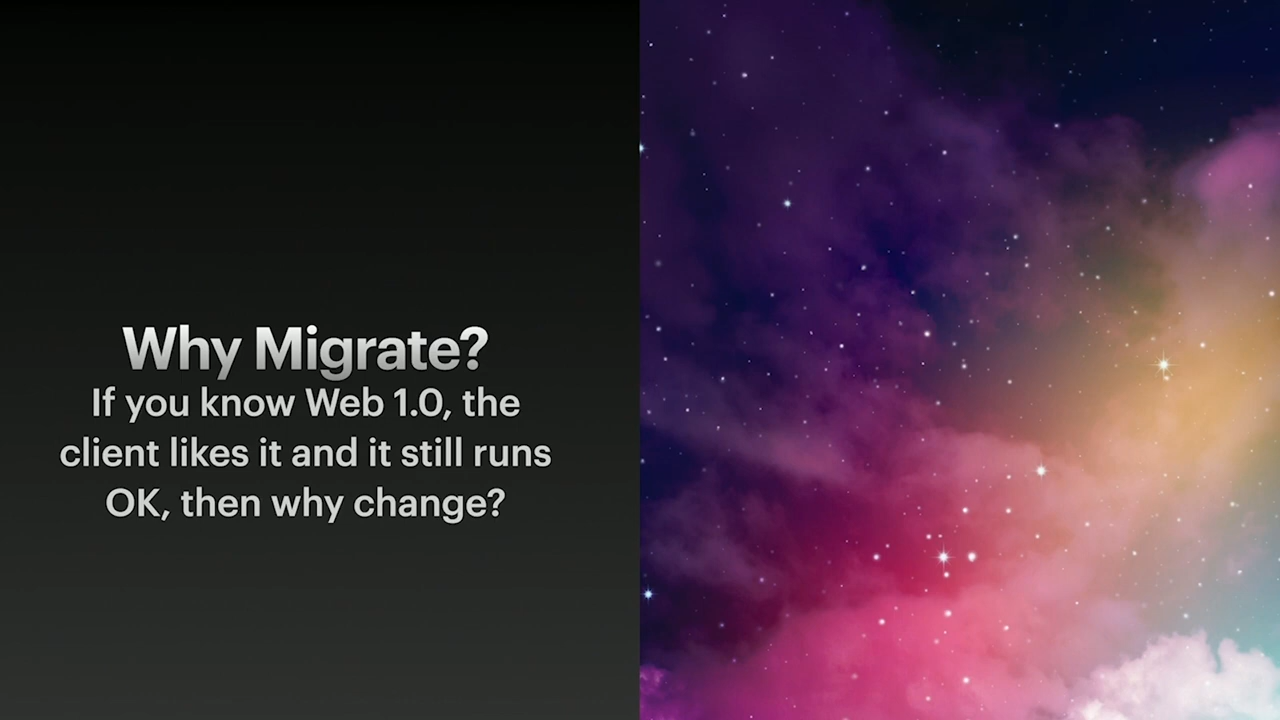 Why Migrate?
If you know Web 1.0, the
client likes it and it still runs
OK, then why change?